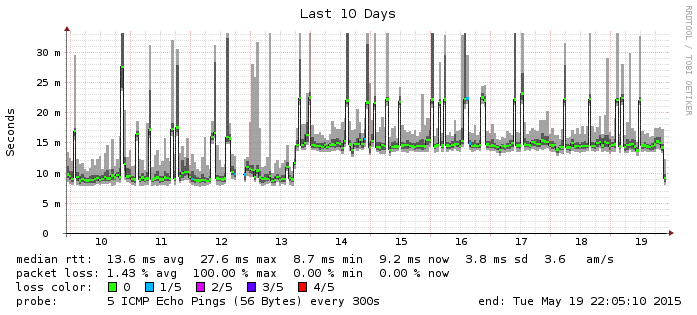 Last 10 Days
RRDTOOL / TOBI OETIKER
Seconds
30 m
25 m
20 m
15 m
10 m
5 m
0
10 11 12 13 14 15 16 17 18 19
median rtt: 13.6 ms avg 27.6 ms max 8.7 ms min 9.2 ms now 3.8 ms sd 3.6 am/s
packet loss: 1.43 % avg 100.00 % max 0.00 % min 0.00 % now
loss color: 0 1/5 2/5 3/5 4/5
probe: 5 ICMP Echo Pings (56 Bytes) every 300s end: Tue May 19 22:05:10 2015